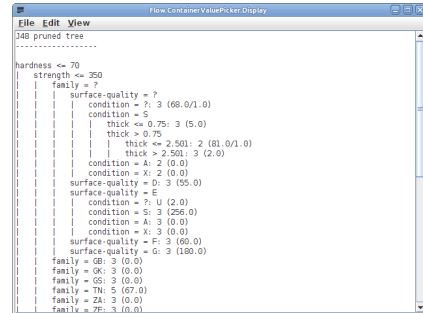 Flow.ContainerValuePicker.Display
File Edit View
J48 pruned tree
------------------
hardness <= 70
|   strength <= 350
|   |   family = ?
|   |   |   surface-quality = ?
|   |   |   |   condition = ?: 3 (68.0/1.0)
|   |   |   |   condition = S
|   |   |   |   |   thick <= 0.75: 3 (5.0)
|   |   |   |   |   thick > 0.75
|   |   |   |   |   |   thick <= 2.501: 2 (81.0/1.0)
|   |   |   |   |   |   thick > 2.501: 3 (2.0)
|   |   |   |   condition = A: 2 (0.0)
|   |   |   |   condition = X: 2 (0.0)
|   |   |   surface-quality = D: 3 (55.0)
|   |   |   surface-quality = E
|   |   |   |   condition = ?: U (2.0)
|   |   |   |   condition = S: 3 (256.0)
|   |   |   |   condition = A: 3 (0.0)
|   |   |   |   condition = X: 3 (0.0)
|   |   |   surface-quality = F: 3 (60.0)
|   |   |   surface-quality = G: 3 (180.0)
|   |   family = GB: 3 (0.0)
|   |   family = GK: 3 (0.0)
|   |   family = GS: 3 (0.0)
|   |   family = TN: 5 (67.0)
|   |   family = ZA: 3 (0.0)
|   |   family = ZF: 3 (0.0)